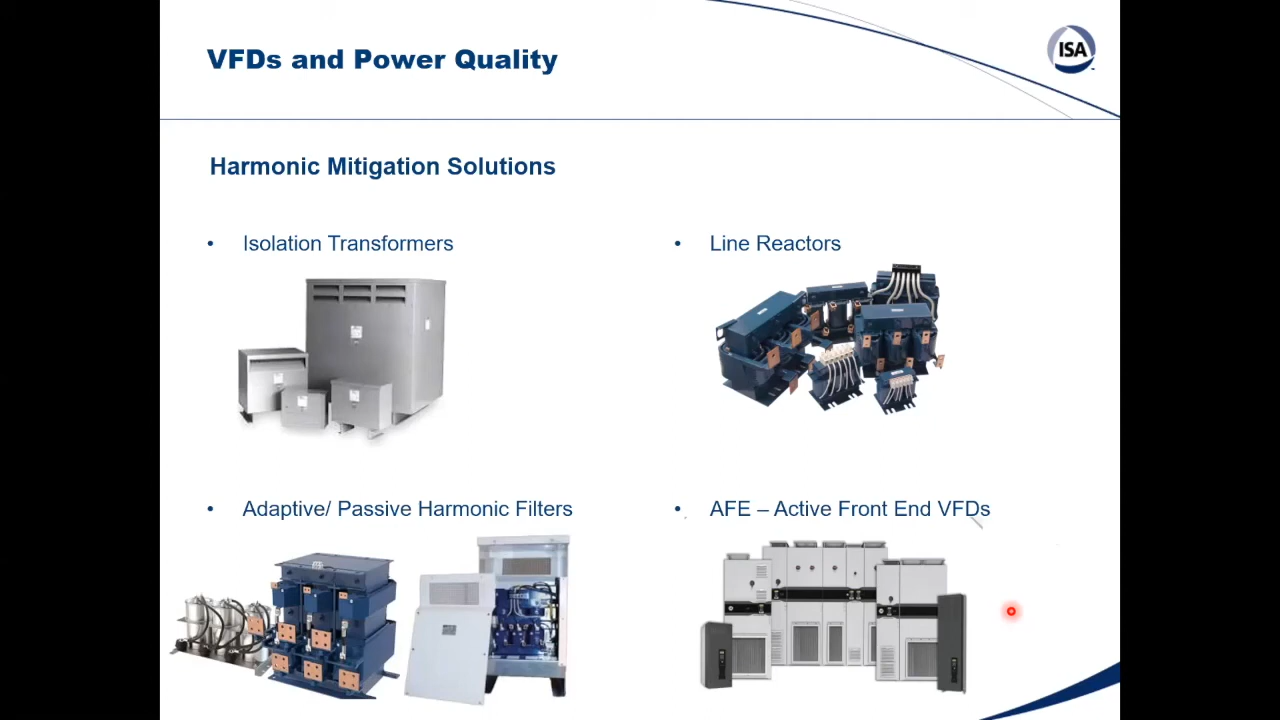 VFDs and Power Quality
ISA
Harmonic Mitigation Solutions
• Isolation Transformers
• Line Reactors
• Adaptive/ Passive Harmonic Filters
• AFE – Active Front End VFDs